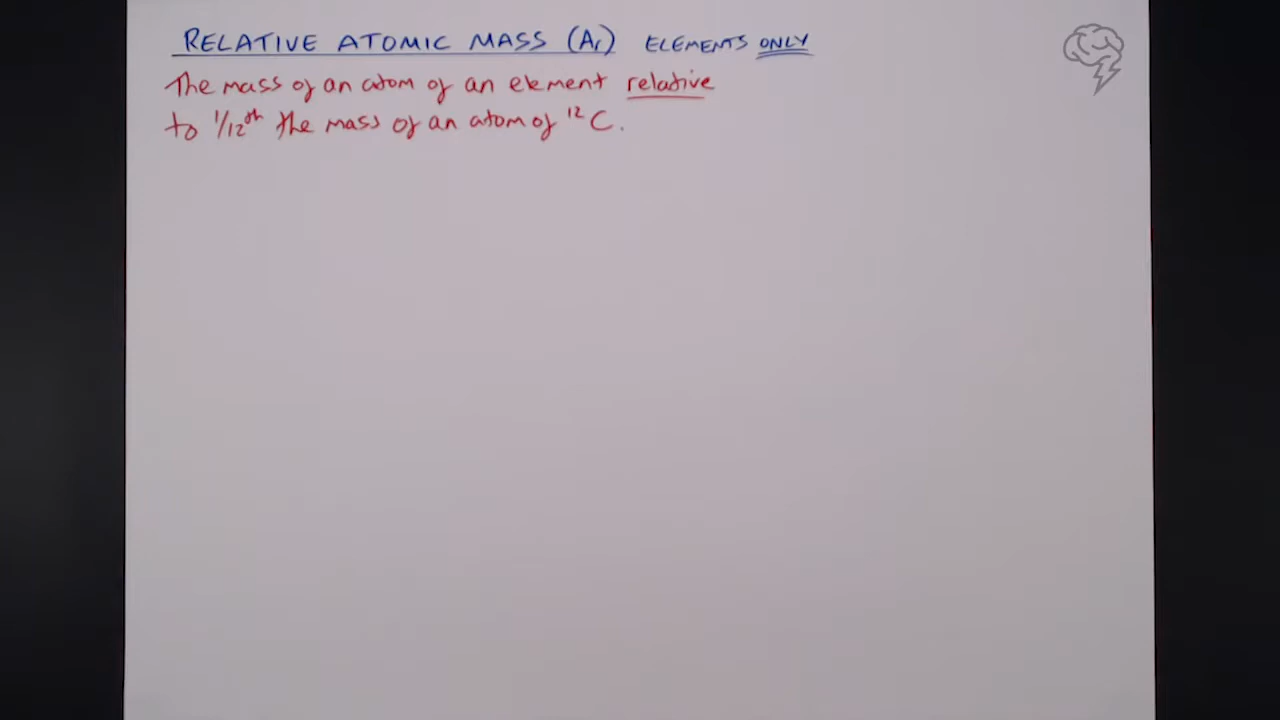 RELATIVE ATOMIC MASS (Ar) ELEMENTS ONLY
The mass of an atom of an element relative
to 1/12th the mass of an atom of 12C.